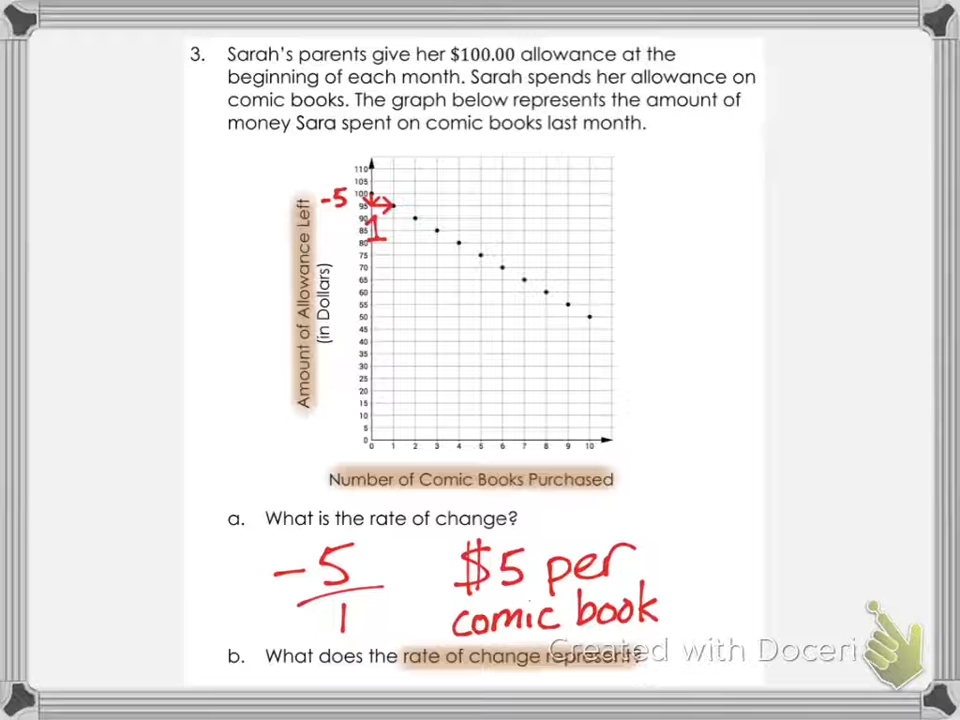 3. Sarah's parents give her $100.00 allowance at the
beginning of each month. Sarah spends her allowance on
comic books. The graph below represents the amount of
money Sara spent on comic books last month.
110
105
100
-5
95
90
1
85
80
75
70
65
60
55
50
45
40
35
30
25
20
15
10
5
0
Amount of Allowance Left
(in Dollars)
0 1 2 3 4 5 6 7 8 9 10
Number of Comic Books Purchased
a. What is the rate of change?
-5
1
$5 per
comic book
b. What does the rate of change represent?
Created with Doceri